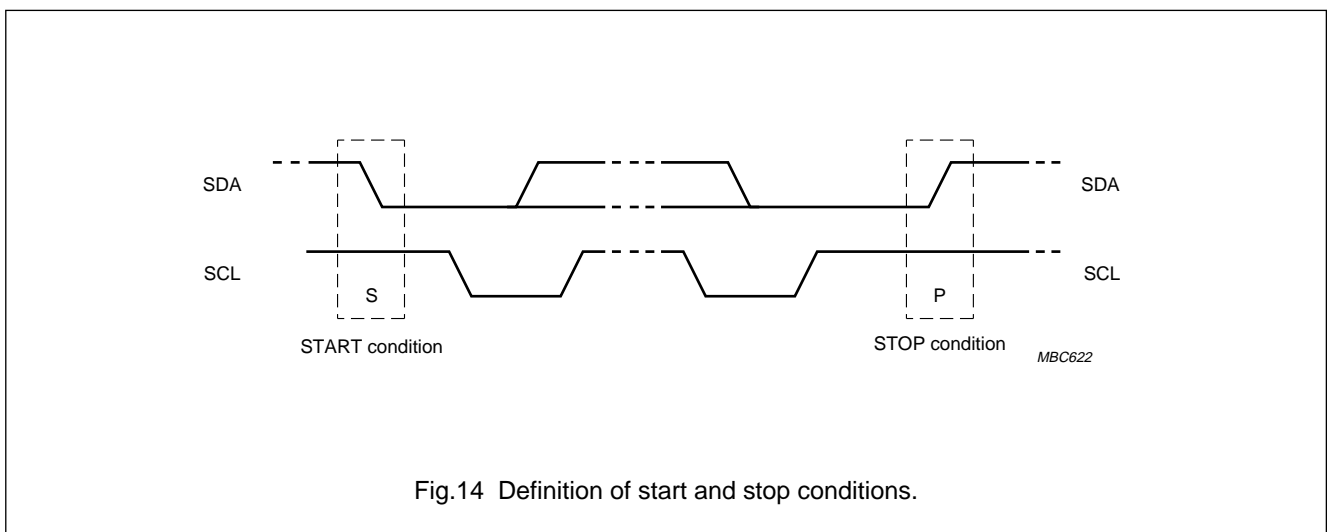 SDA
SDA
SCL
SCL
S
P
START condition
STOP condition
MBC622
Fig.14 Definition of start and stop conditions.